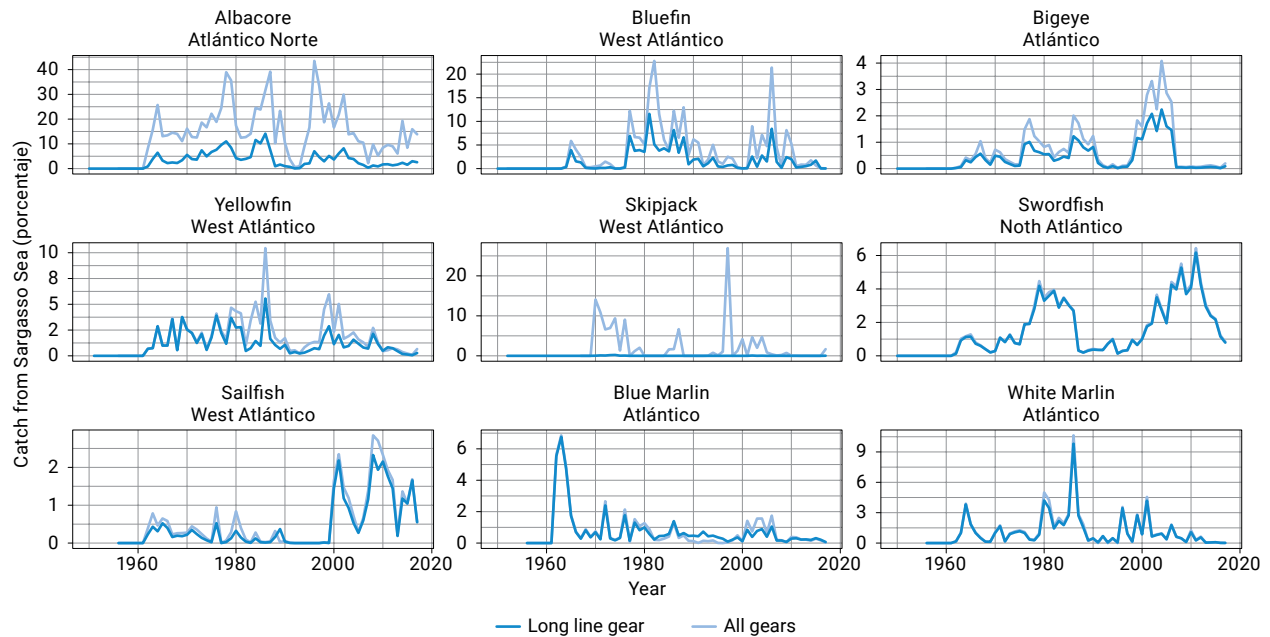 Albacore
Atlántico Norte
Bluefin
West Atlántico
Bigeye
Atlántico
40
30
20
10
0
20
15
10
5
0
4
3
2
1
0
Yellowfin
West Atlántico
Skipjack
West Atlántico
Swordfish
Noth Atlántico
10
8
5
2
0
20
10
0
6
4
2
0
Sailfish
West Atlántico
Blue Marlin
Atlántico
White Marlin
Atlántico
2
1
0
6
4
2
0
9
6
3
0
1960
1980
2000
2020
1960
1980
2000
2020
1960
1980
2000
2020
Catch from Sargasso Sea (porcentaje)
Year
Long line gear
All gears